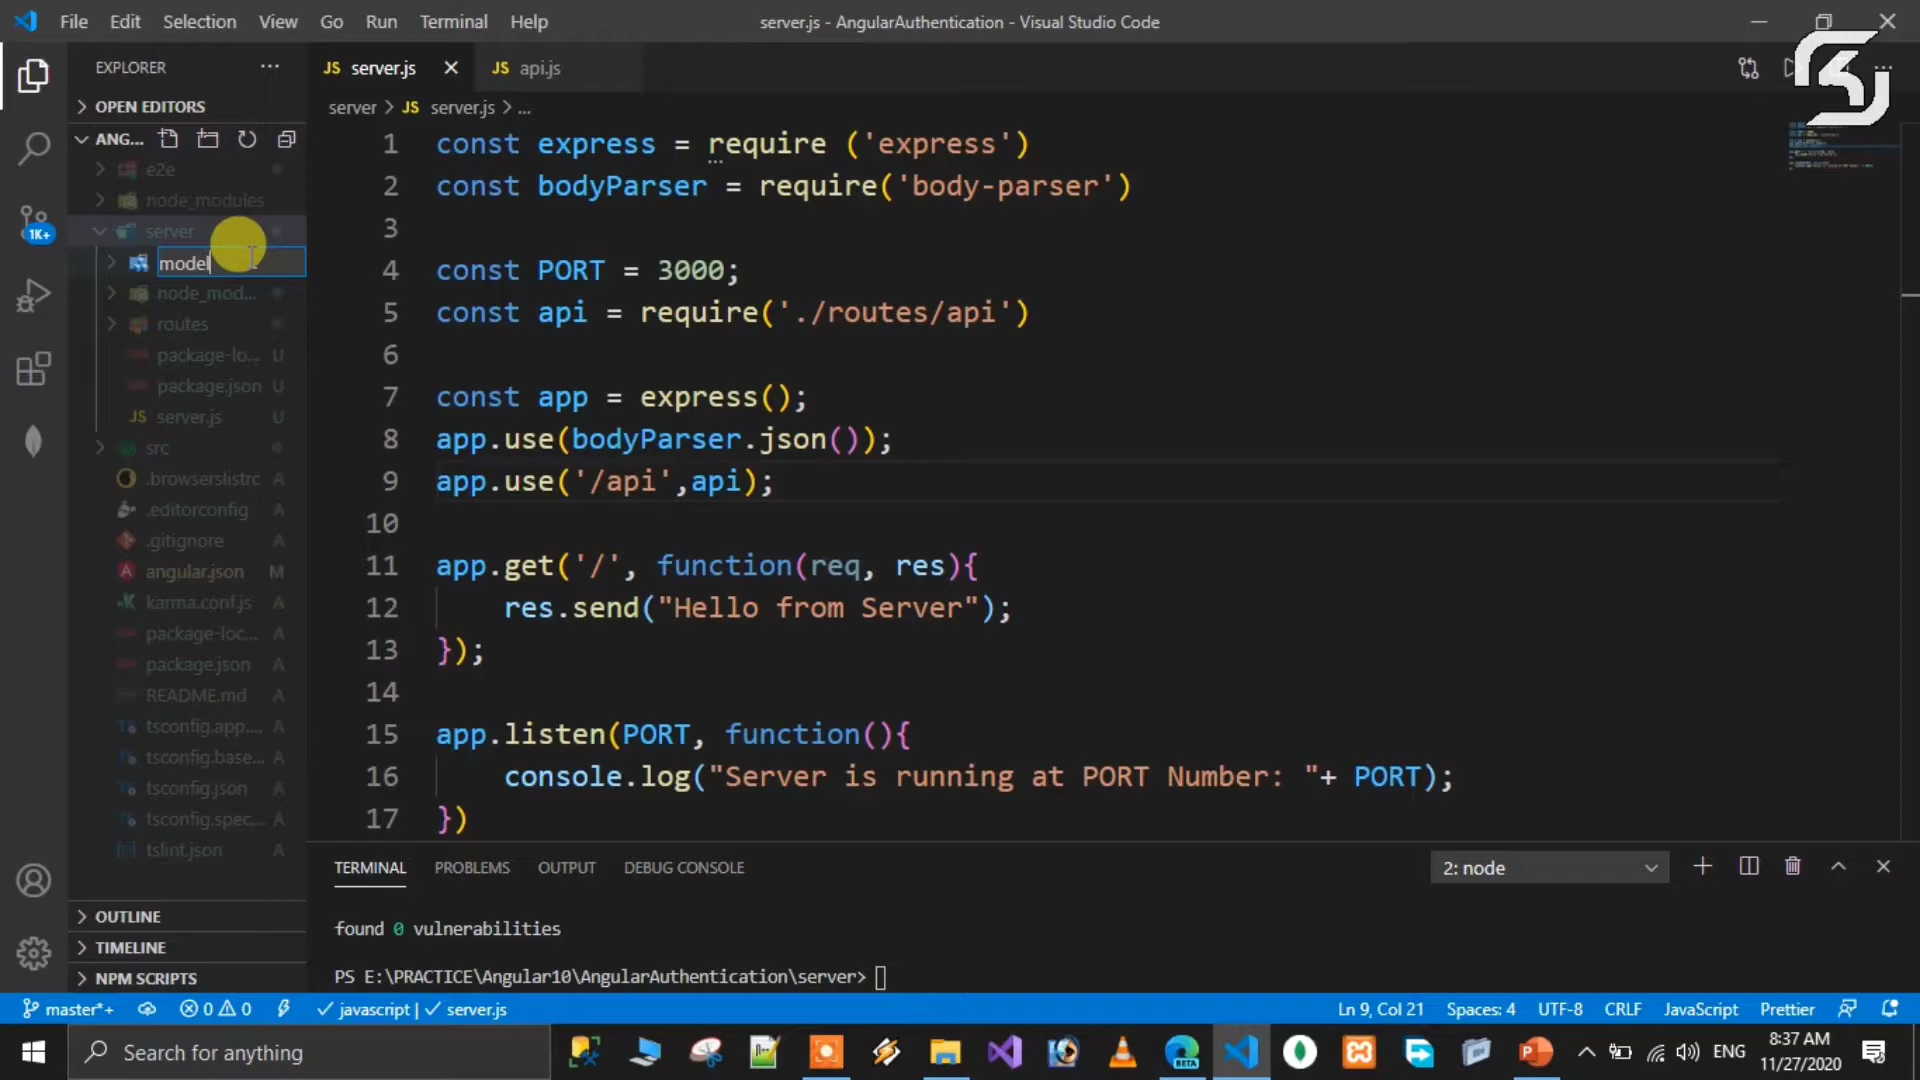 File Edit Selection View Go Run Terminal Help
server.js - AngularAuthentication - Visual Studio Code
EXPLORER
OPEN EDITORS
ANG...
e2e
node_modules
server
model
node_mod...
routes
package-lo... U
package.json U
JS server.js U
src
.browserslistrc A
.editorconfig A
.gitignore A
angular.json M
karma.conf.js A
package-loc... A
package.json A
README.md A
tsconfig.app.... A
tsconfig.base... A
tsconfig.json A
tsconfig.spec... A
tslint.json A
OUTLINE
TIMELINE
NPM SCRIPTS
1K+
JS server.js
JS api.js
server > JS server.js > ...
1 const express = require ('express')
2 const bodyParser = require('body-parser')
3
4 const PORT = 3000;
5 const api = require('./routes/api')
6
7 const app = express();
8 app.use(bodyParser.json());
9 app.use('/api',api);
10
11 app.get('/', function(req, res){
12 res.send("Hello from Server");
13 });
14
15 app.listen(PORT, function(){
16 console.log("Server is running at PORT Number: "+ PORT);
17 })
TERMINAL PROBLEMS OUTPUT DEBUG CONSOLE
2: node
found 0 vulnerabilities
PS E:\PRACTICE\Angular10\AngularAuthentication\server>
master*+ 0 0 javascript | server.js
Ln 9, Col 21 Spaces: 4 UTF-8 CRLF JavaScript Prettier
Search for anything
BETA
ENG
8:37 AM
11/27/2020